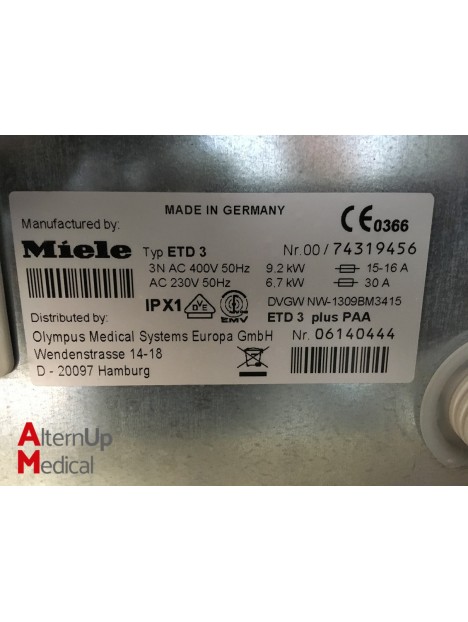 MADE IN GERMANY
Manufactured by:
CE 0366
Miele Typ ETD 3 Nr.00/74319456
3N AC 400V 50Hz 9.2 kW 15-16 A
AC 230V 50Hz 6.7 kW 30 A
IPX1 VDE EMV DVGW NW-1309BM3415
Distributed by: ETD 3 plus PAA
Olympus Medical Systems Europa GmbH Nr. 06140444
Wendenstrasse 14-18
D - 20097 Hamburg
AlternUp
Medical